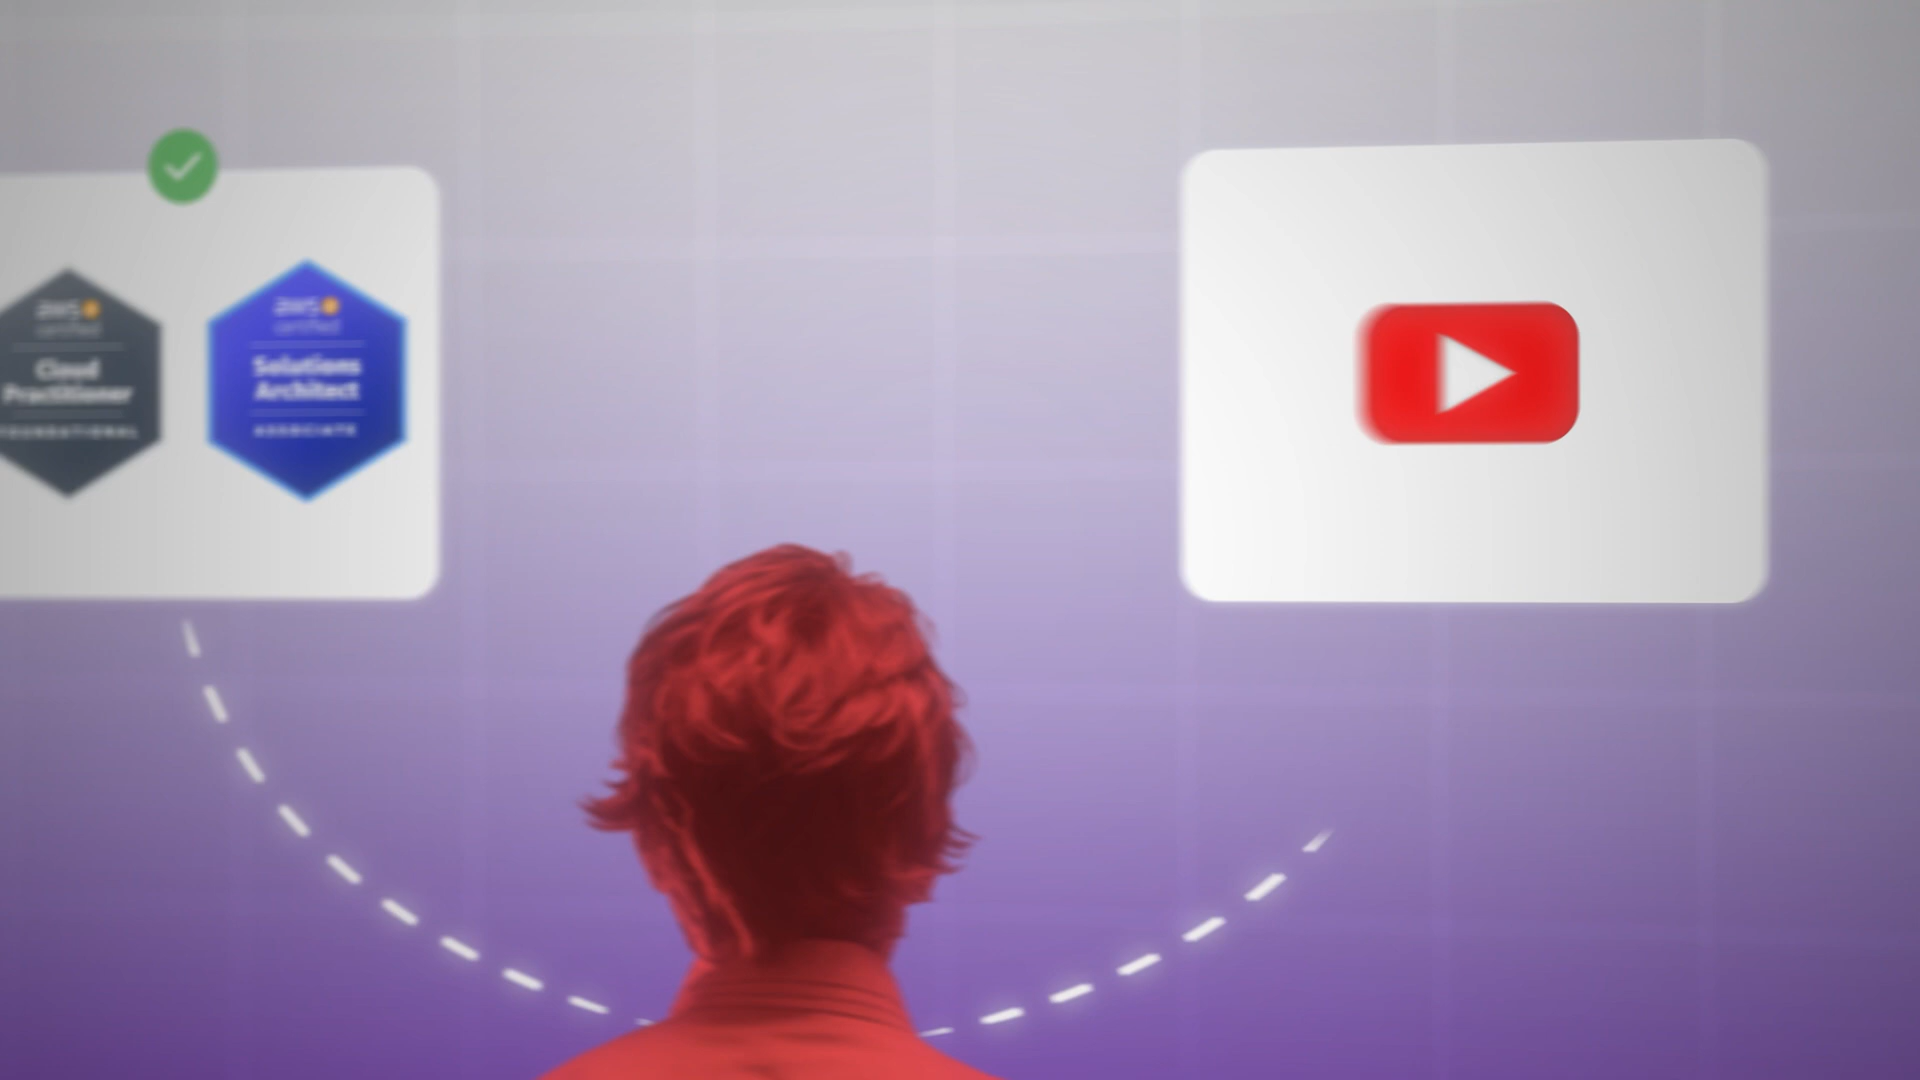 aws
certified
Cloud
Practitioner
FOUNDATIONAL
aws
certified
Solutions
Architect
ASSOCIATE